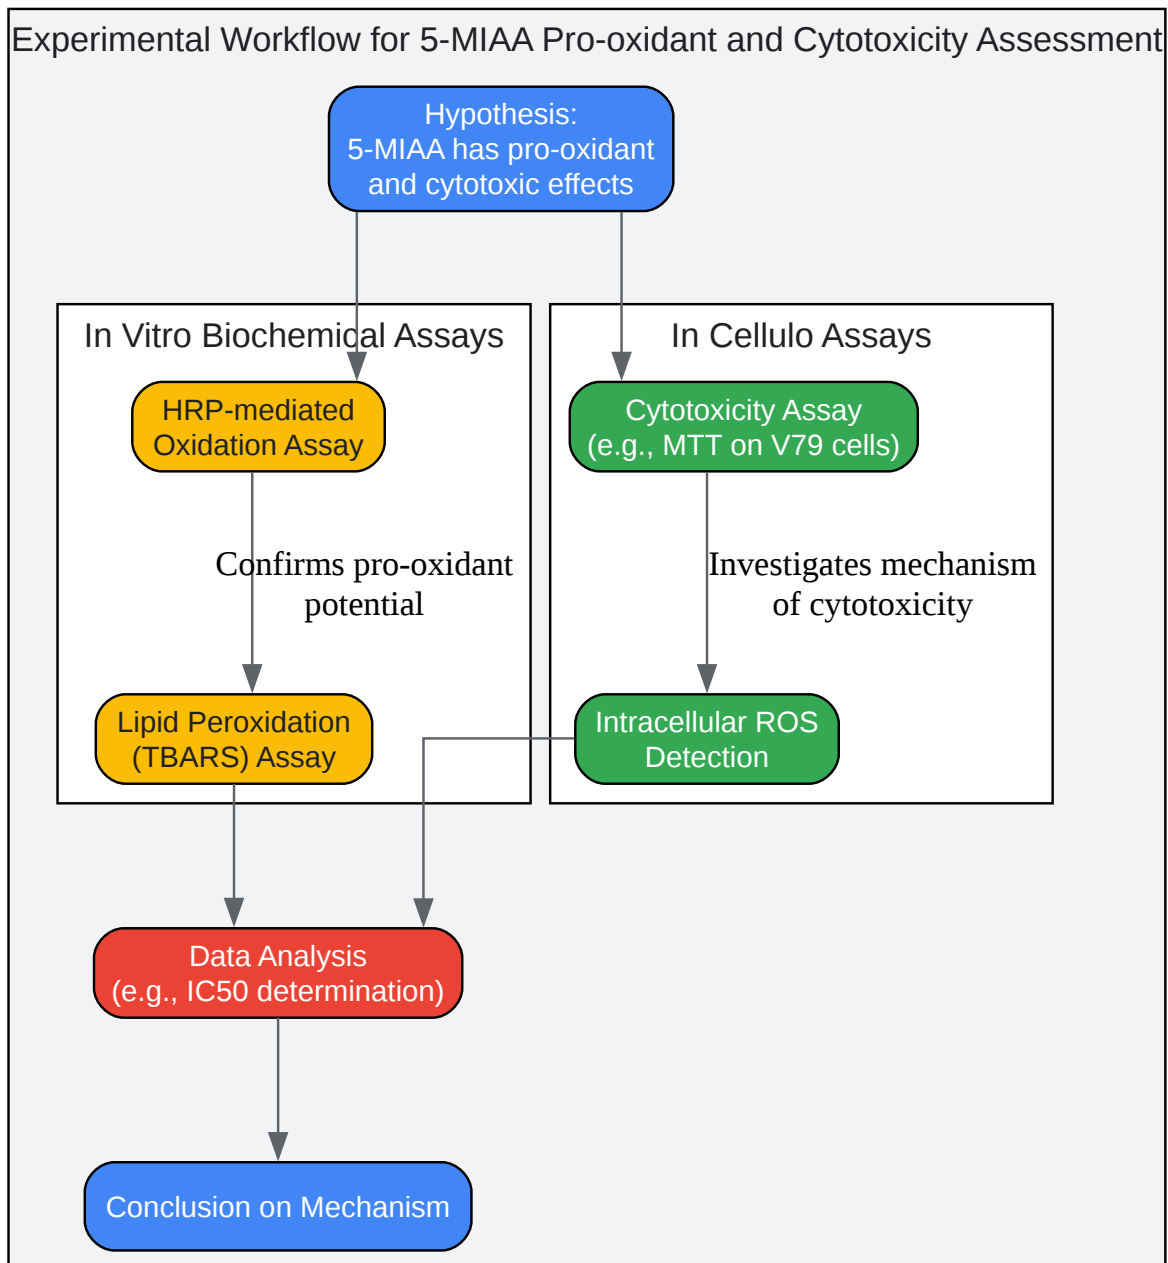 Experimental Workflow for 5-MIAA Pro-oxidant and Cytotoxicity Assessment
Hypothesis:
5-MIAA has pro-oxidant
and cytotoxic effects
In Vitro Biochemical Assays
HRP-mediated
Oxidation Assay
Confirms pro-oxidant
potential
Lipid Peroxidation
(TBARS) Assay
In Cellulo Assays
Cytotoxicity Assay
(e.g., MTT on V79 cells)
Investigates mechanism
of cytotoxicity
Intracellular ROS
Detection
Data Analysis
(e.g., IC50 determination)
Conclusion on Mechanism